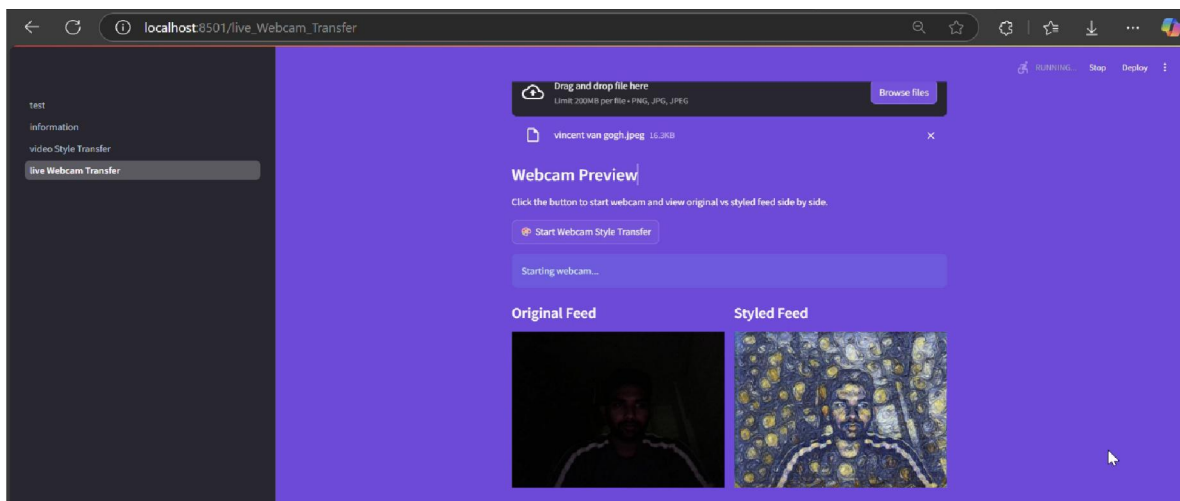 localhost:8501/live_Webcam_Transfer
RUNNING... Stop Deploy
test
information
video Style Transfer
live Webcam Transfer
Drag and drop file here
Limit 200MB per file • PNG, JPG, JPEG
Browse files
vincent van gogh.jpeg 16.3KB
Webcam Preview
Click the button to start webcam and view original vs styled feed side by side.
Start Webcam Style Transfer
Starting webcam...
Original Feed
Styled Feed